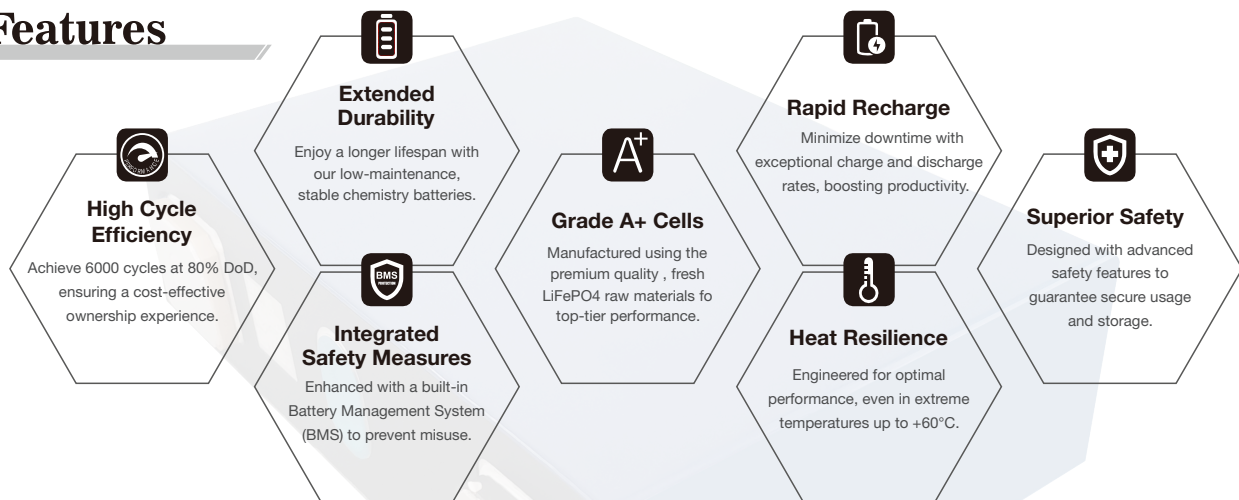 Features
High Cycle
Efficiency
Achieve 6000 cycles at 80% DoD,
ensuring a cost-effective
ownership experience.
Extended
Durability
Enjoy a longer lifespan with
our low-maintenance,
stable chemistry batteries.
BMS
PROTECTION
Integrated
Safety Measures
Enhanced with a built-in
Battery Management System
(BMS) to prevent misuse.
A+
Grade A+ Cells
Manufactured using the
premium quality , fresh
LiFePO4 raw materials fo
top-tier performance.
Rapid Recharge
Minimize downtime with
exceptional charge and discharge
rates, boosting productivity.
Heat Resilience
Engineered for optimal
performance, even in extreme
temperatures up to +60°C.
Superior Safety
Designed with advanced
safety features to
guarantee secure usage
and storage.